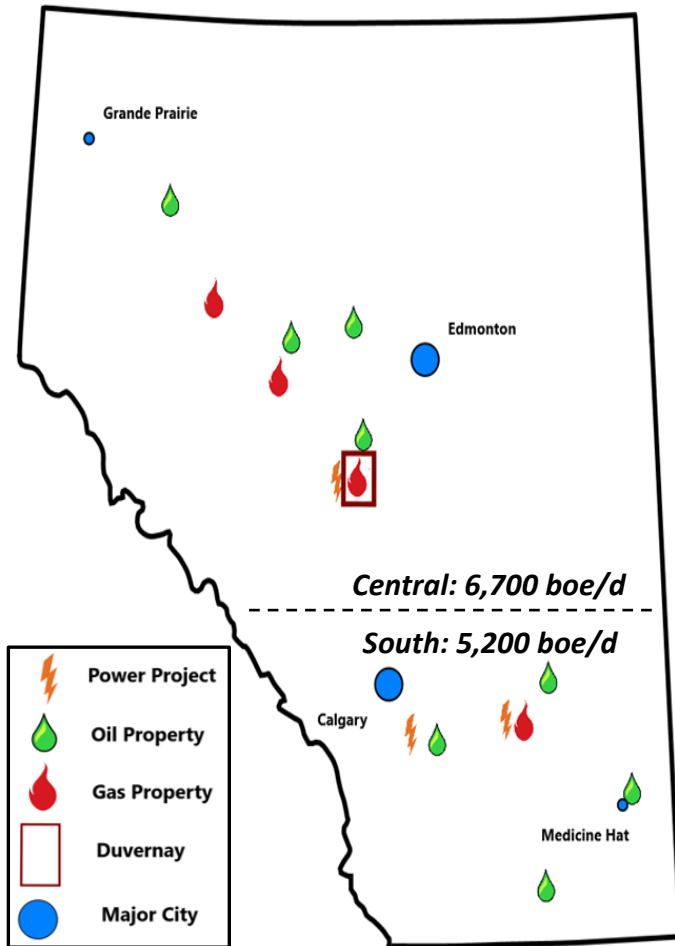 Grande Prairie
Edmonton
Central: 6,700 boe/d
South: 5,200 boe/d
Calgary
Medicine Hat
Power Project
Oil Property
Gas Property
Duvernay
Major City